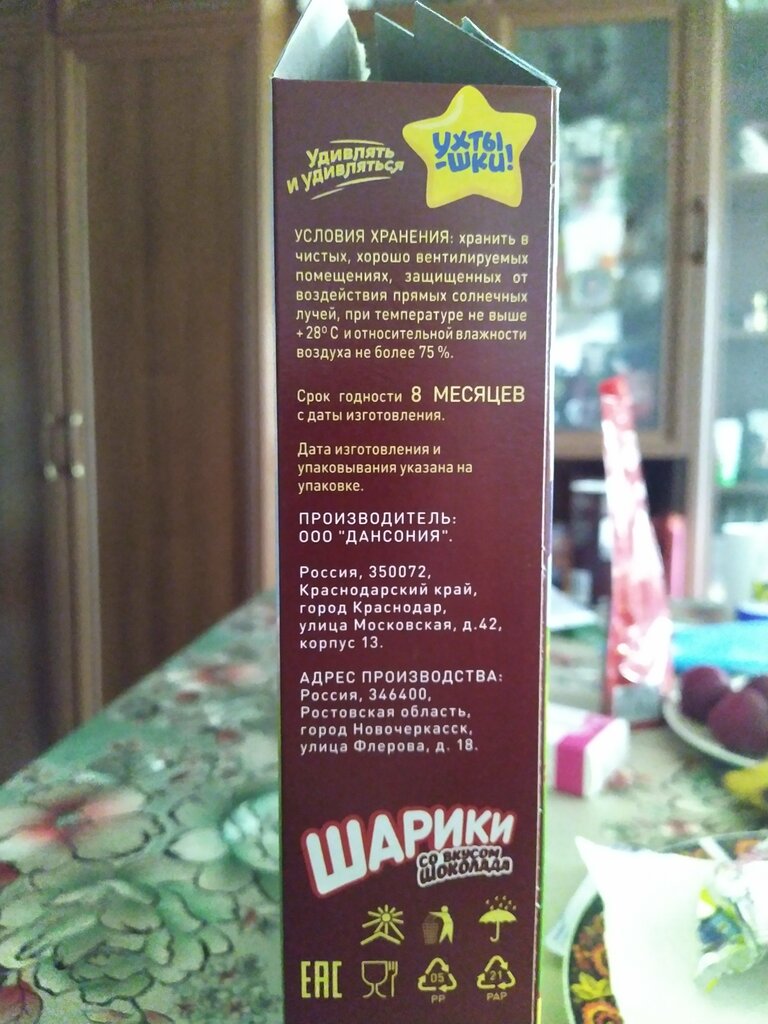 Удивлять
и удивляться
УХТЫ
-ШКИ!
УСЛОВИЯ ХРАНЕНИЯ: хранить в
чистых, хорошо вентилируемых
помещениях, защищенных от
воздействия прямых солнечных
лучей, при температуре не выше
+28° С и относительной влажности
воздуха не более 75 %.
Срок годности 8 МЕСЯЦЕВ
с даты изготовления.
Дата изготовления и
упаковывания указана на
упаковке.
ПРОИЗВОДИТЕЛЬ:
ООО "ДАНСОНИЯ".
Россия, 350072,
Краснодарский край,
город Краснодар,
улица Московская, д.42,
корпус 13.
АДРЕС ПРОИЗВОДСТВА:
Россия, 346400,
Ростовская область,
город Новочеркасск,
улица Флерова, д. 18.
ШАРИКИ
СО ВКУСОМ
ШОКОЛАДА
EAC
05
PP
21
PAP